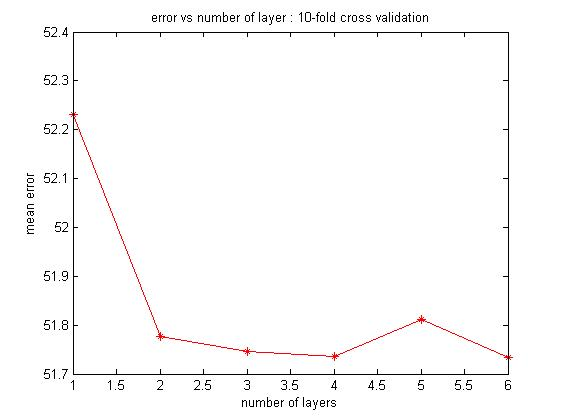 error vs number of layer : 10-fold cross validation
52.4
52.3
52.2
52.1
52
51.9
51.8
51.7
mean error
1 1.5 2 2.5 3 3.5 4 4.5 5 5.5 6
number of layers